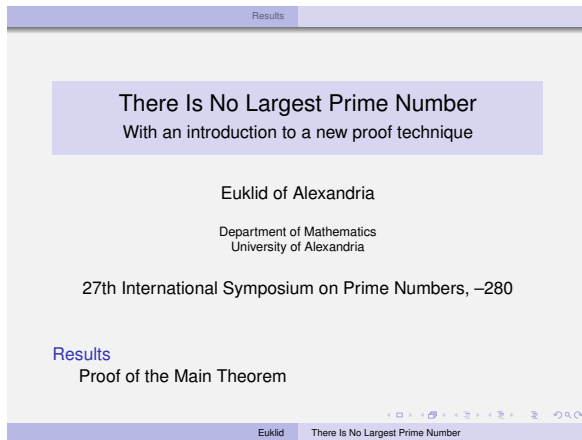 Results
There Is No Largest Prime Number
With an introduction to a new proof technique
Euklid of Alexandria
Department of Mathematics
University of Alexandria
27th International Symposium on Prime Numbers, –280
Results
Proof of the Main Theorem
Euklid There Is No Largest Prime Number